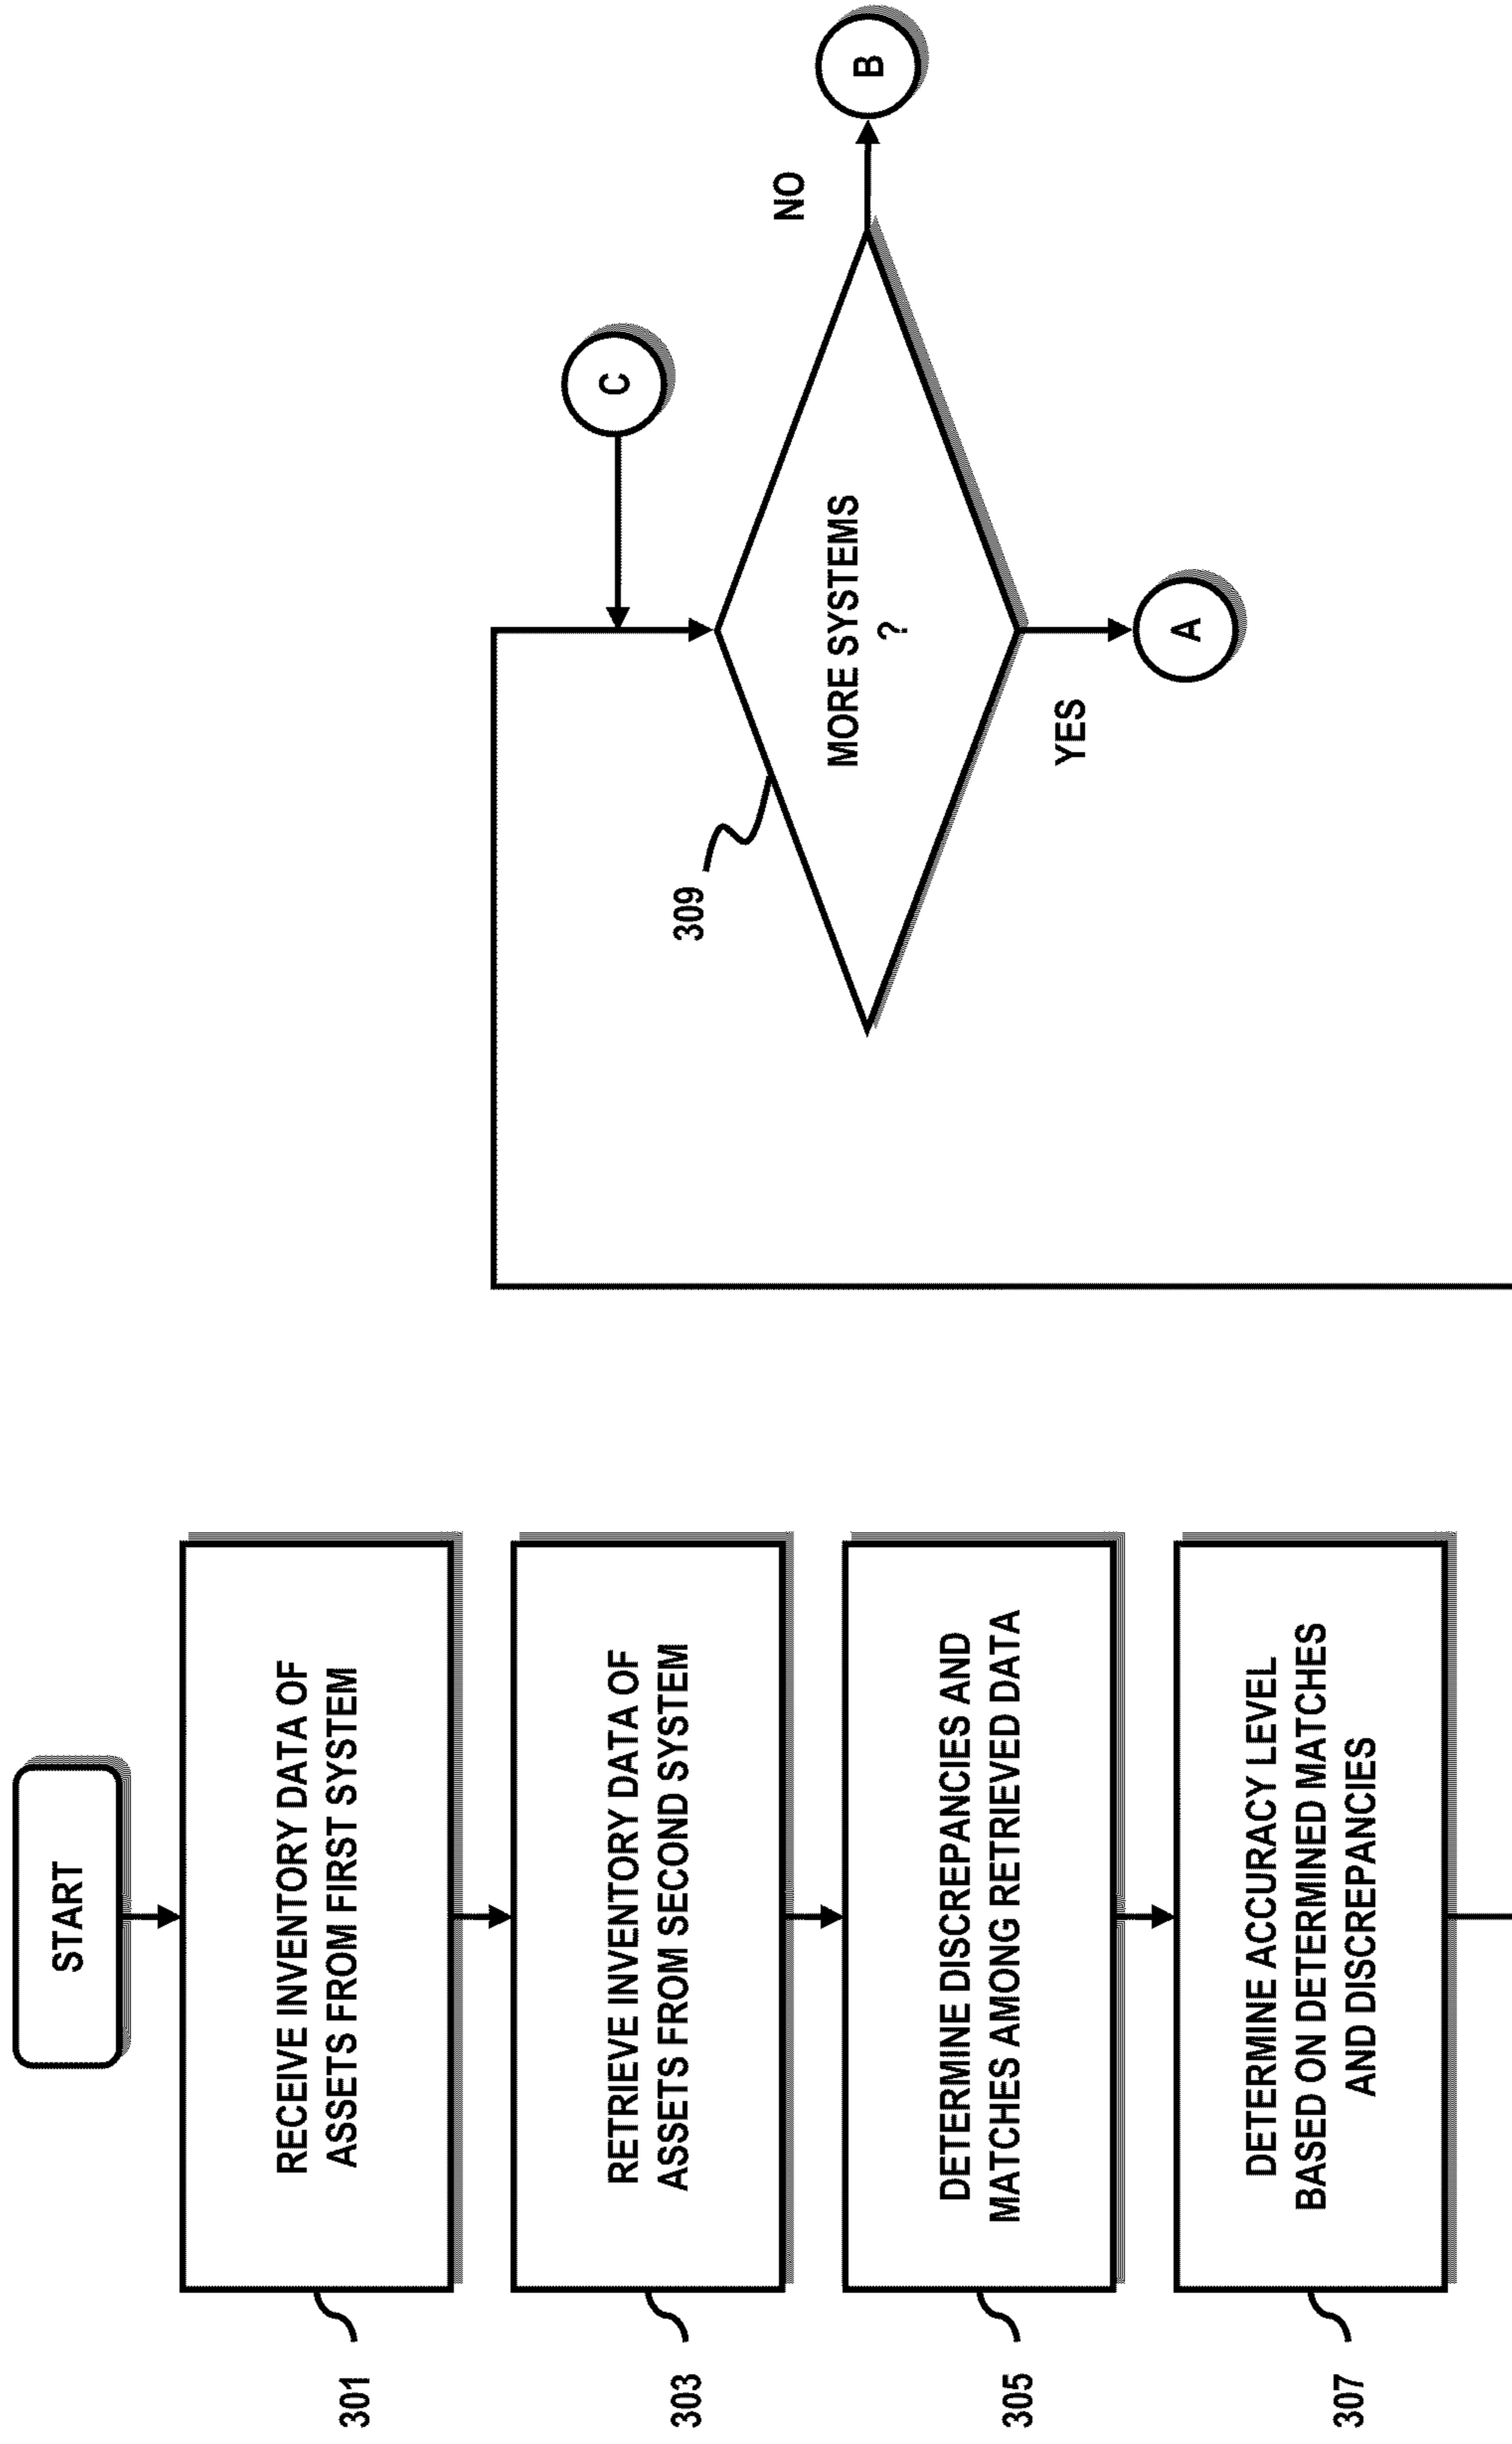 START
RECEIVE INVENTORY DATA OF
ASSETS FROM FIRST SYSTEM
301
RETRIEVE INVENTORY DATA OF
ASSETS FROM SECOND SYSTEM
303
DETERMINE DISCREPANCIES AND
MATCHES AMONG RETRIEVED DATA
305
DETERMINE ACCURACY LEVEL
BASED ON DETERMINED MATCHES
AND DISCREPANCIES
307
C
309
MORE SYSTEMS
?
NO
B
YES
A